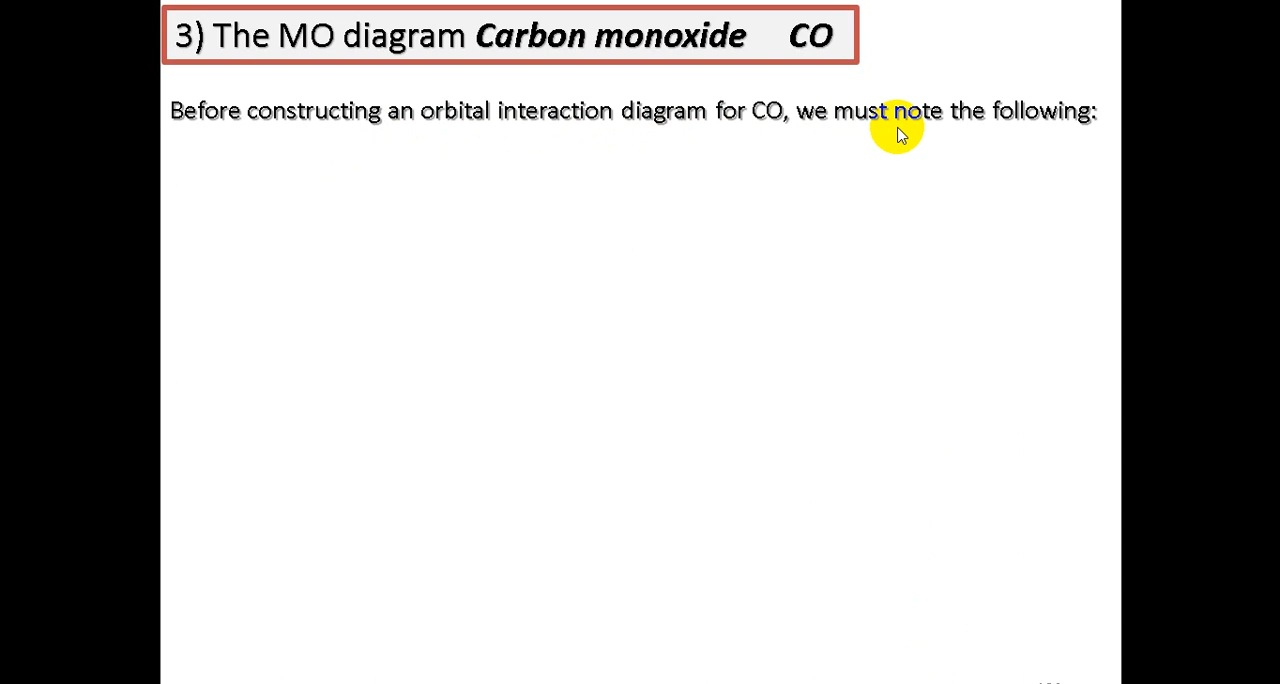 3) The MO diagram Carbon monoxide CO
Before constructing an orbital interaction diagram for CO, we must note the following: